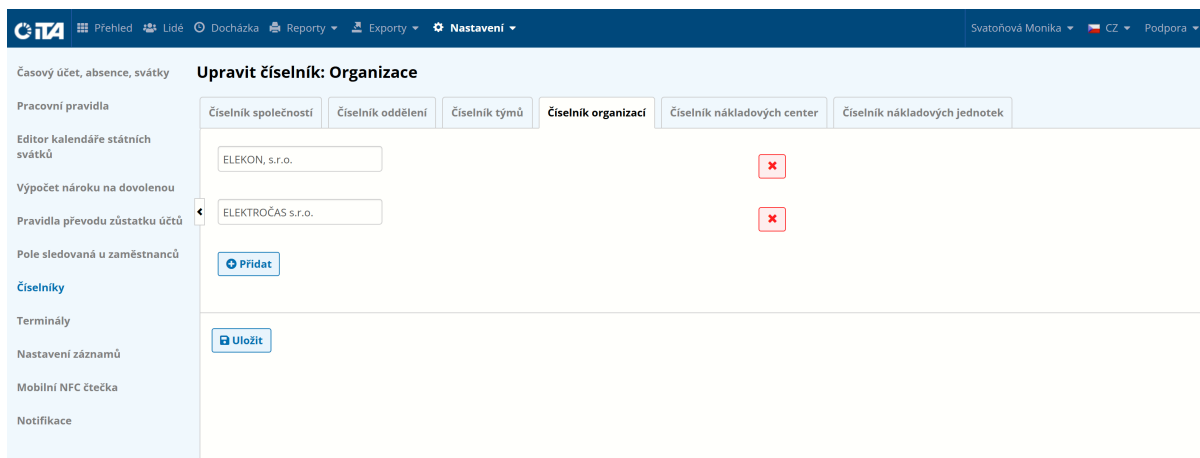 iTA Přehled Lidé Docházka Reporty Exporty Nastavení Svatoňová Monika CZ Podpora
Časový účet, absence, svátky
Pracovní pravidla
Editor kalendáře státních
svátků
Výpočet nároku na dovolenou
Pravidla převodu zůstatku účtů
Pole sledovaná u zaměstnanců
Číselníky
Terminály
Nastavení záznamů
Mobilní NFC čtečka
Notifikace
Upravit číselník: Organizace
Číselník společností Číselník oddělení Číselník týmů Číselník organizací Číselník nákladových center Číselník nákladových jednotek
ELEKON, s.r.o.
ELEKTROČAS s.r.o.
Přidat
Uložit